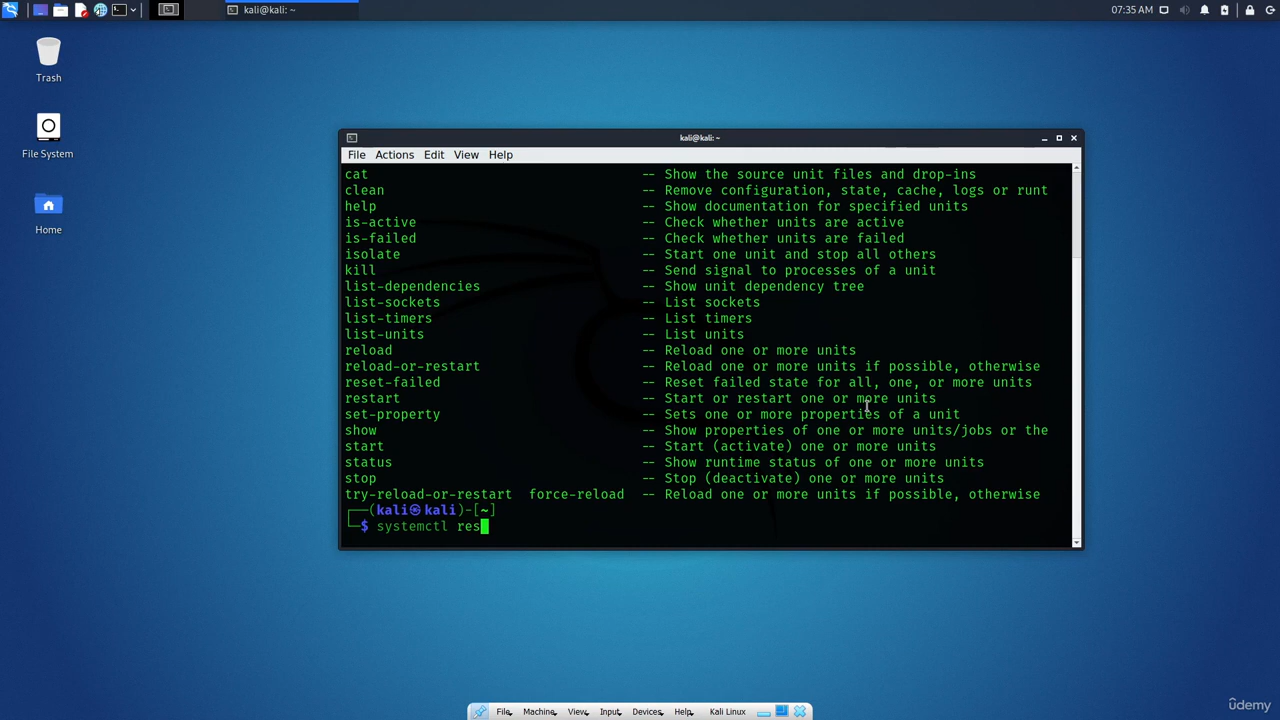 kali@kali: ~
07:35 AM
Trash
File System
Home
kali@kali: ~
File Actions Edit View Help
cat -- Show the source unit files and drop-ins
clean -- Remove configuration, state, cache, logs or runt
help -- Show documentation for specified units
is-active -- Check whether units are active
is-failed -- Check whether units are failed
isolate -- Start one unit and stop all others
kill -- Send signal to processes of a unit
list-dependencies -- Show unit dependency tree
list-sockets -- List sockets
list-timers -- List timers
list-units -- List units
reload -- Reload one or more units
reload-or-restart -- Reload one or more units if possible, otherwise
reset-failed -- Reset failed state for all, one, or more units
restart -- Start or restart one or more units
set-property -- Sets one or more properties of a unit
show -- Show properties of one or more units/jobs or the
start -- Start (activate) one or more units
status -- Show runtime status of one or more units
stop -- Stop (deactivate) one or more units
try-reload-or-restart force-reload -- Reload one or more units if possible, otherwise
┌──(kali㉿kali)-[~]
└─$ systemctl res
File Machine View Input Devices Help Kali Linux
ûdemy